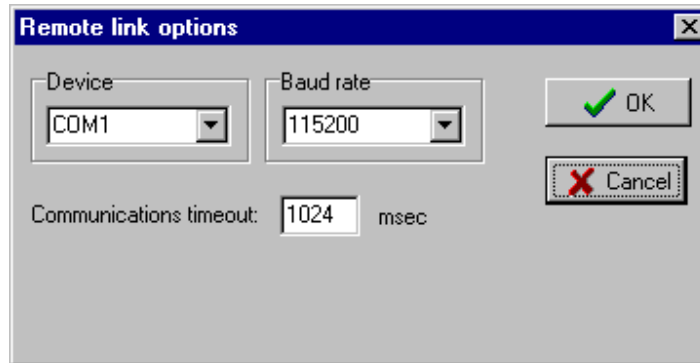 Remote link options
Device
COM1
Baud rate
115200
OK
Cancel
Communications timeout: 1024 msec